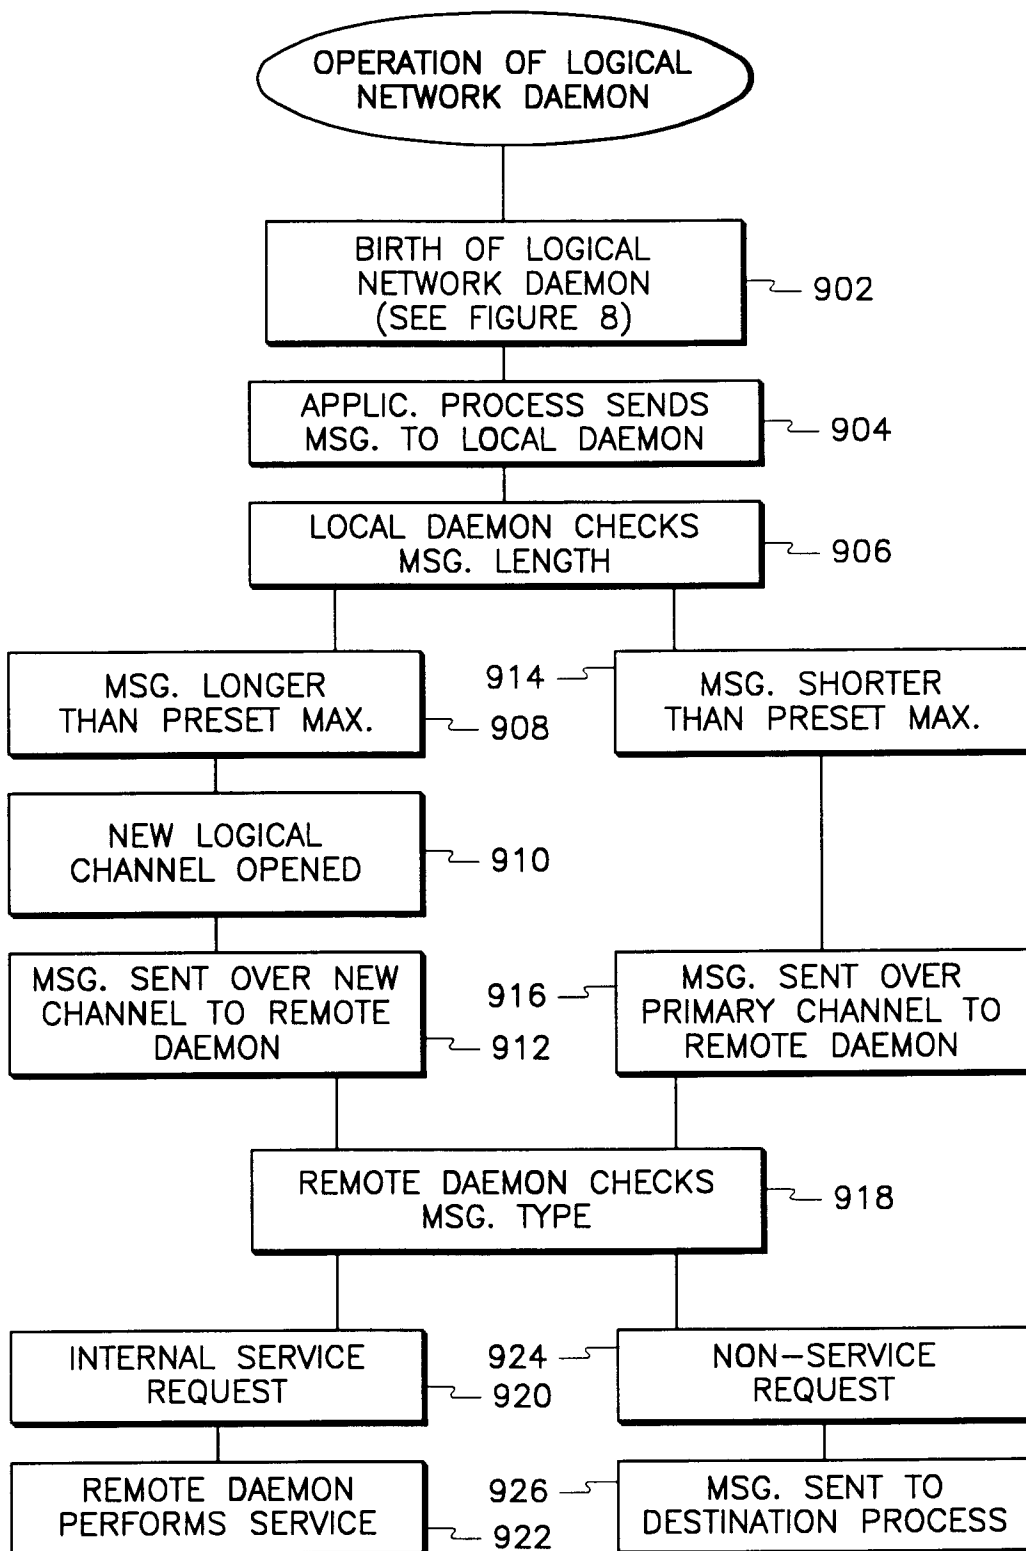 OPERATION OF LOGICAL
NETWORK DAEMON
BIRTH OF LOGICAL
NETWORK DAEMON
(SEE FIGURE 8)
902
APPLIC. PROCESS SENDS
MSG. TO LOCAL DAEMON
904
LOCAL DAEMON CHECKS
MSG. LENGTH
906
MSG. LONGER
THAN PRESET MAX.
908
914
MSG. SHORTER
THAN PRESET MAX.
NEW LOGICAL
CHANNEL OPENED
910
MSG. SENT OVER NEW
CHANNEL TO REMOTE
DAEMON
912
916
MSG. SENT OVER
PRIMARY CHANNEL TO
REMOTE DAEMON
REMOTE DAEMON CHECKS
MSG. TYPE
918
INTERNAL SERVICE
REQUEST
920
924
NON-SERVICE
REQUEST
REMOTE DAEMON
PERFORMS SERVICE
922
926
MSG. SENT TO
DESTINATION PROCESS